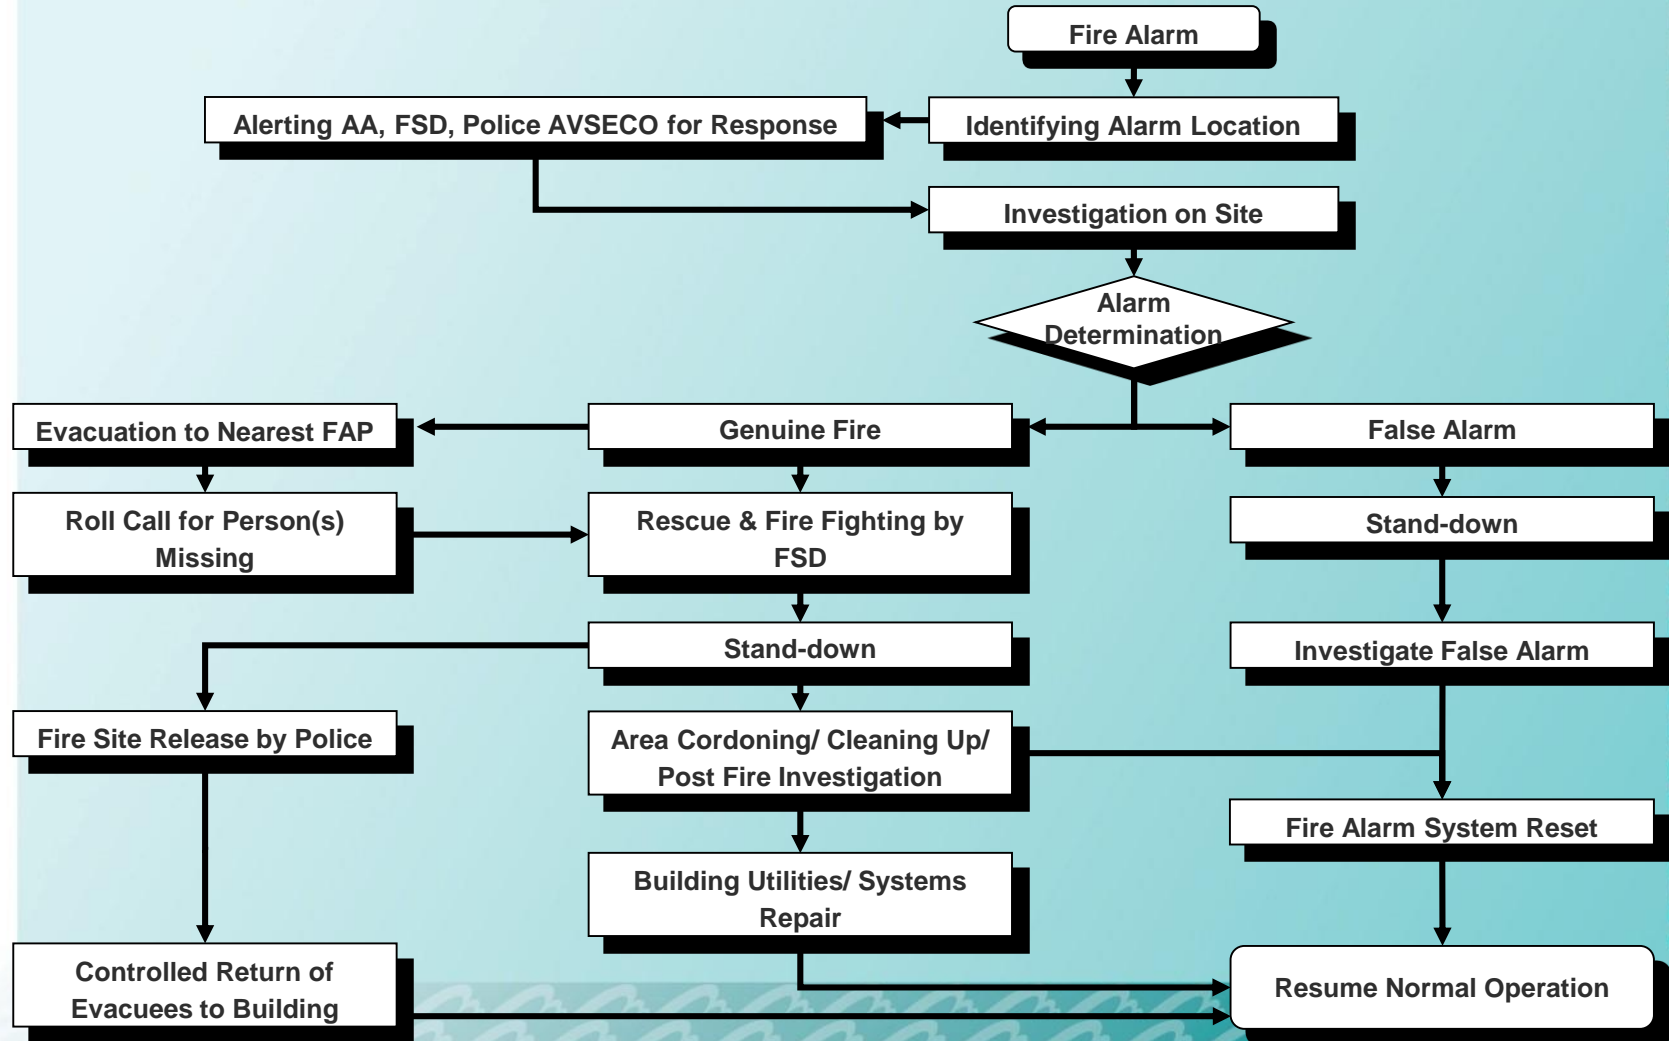 Fire Alarm
Alerting AA, FSD, Police AVSECO for Response
Identifying Alarm Location
Investigation on Site
Alarm
Determination
Evacuation to Nearest FAP
Genuine Fire
False Alarm
Roll Call for Person(s)
Missing
Rescue & Fire Fighting by
FSD
Stand-down
Stand-down
Investigate False Alarm
Fire Site Release by Police
Area Cordoning/ Cleaning Up/
Post Fire Investigation
Fire Alarm System Reset
Building Utilities/ Systems
Repair
Controlled Return of
Evacuees to Building
Resume Normal Operation